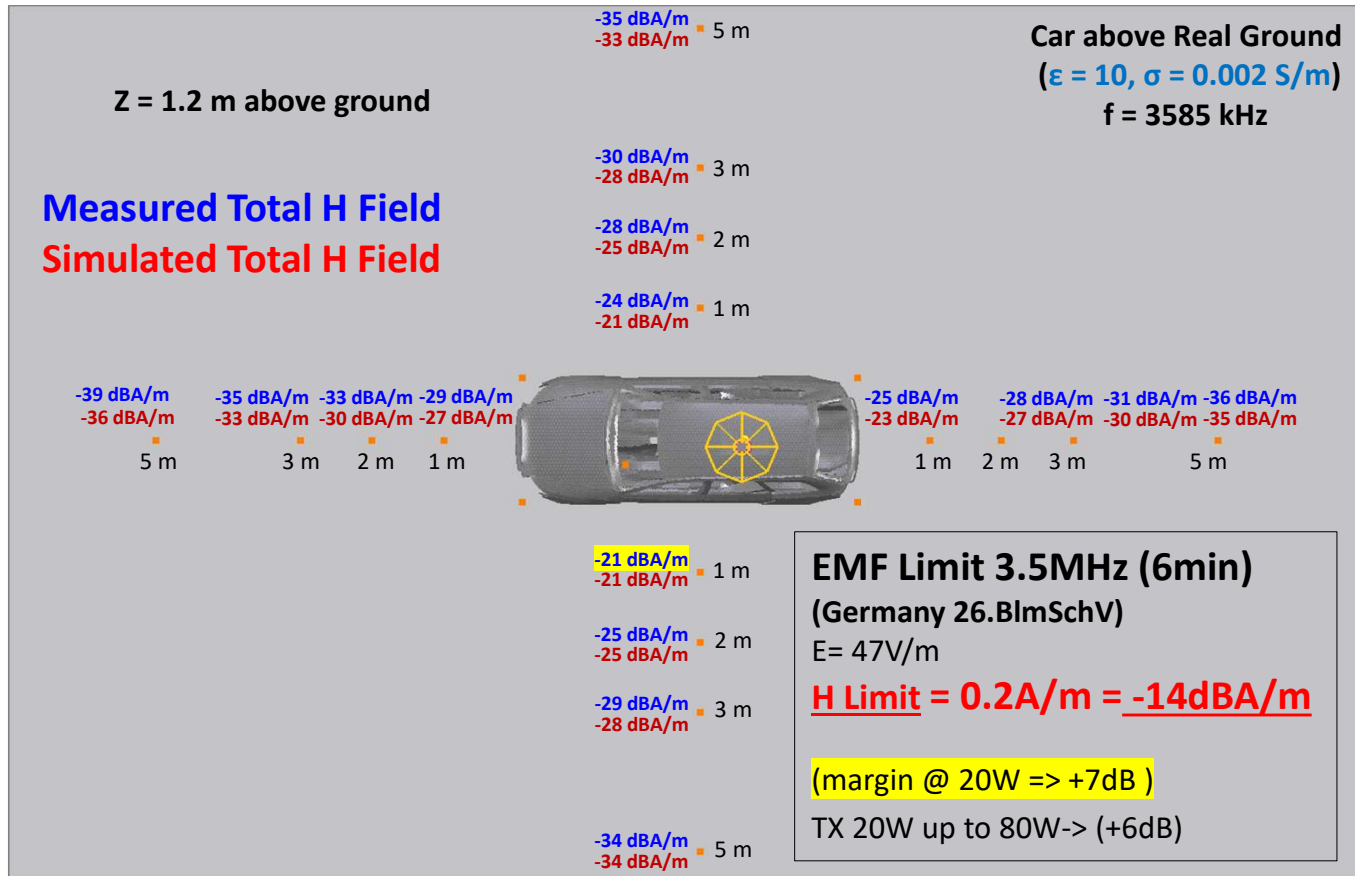 -35 dBA/m
-33 dBA/m
5 m
Car above Real Ground
(ε = 10, σ = 0.002 S/m)
f = 3585 kHz
Z = 1.2 m above ground
-30 dBA/m
-28 dBA/m
3 m
Measured Total H Field
Simulated Total H Field
-28 dBA/m
-25 dBA/m
2 m
-24 dBA/m
-21 dBA/m
1 m
-39 dBA/m -35 dBA/m -33 dBA/m -29 dBA/m
-36 dBA/m -33 dBA/m -30 dBA/m -27 dBA/m
5 m 3 m 2 m 1 m
-25 dBA/m -28 dBA/m -31 dBA/m -36 dBA/m
-23 dBA/m -27 dBA/m -30 dBA/m -35 dBA/m
1 m 2 m 3 m 5 m
-21 dBA/m
-21 dBA/m
1 m
-25 dBA/m
-25 dBA/m
2 m
-29 dBA/m
-28 dBA/m
3 m
-34 dBA/m
-34 dBA/m
5 m
EMF Limit 3.5MHz (6min)
(Germany 26.BlmSchV)
E= 47V/m
H Limit = 0.2A/m = -14dBA/m
(margin @ 20W => +7dB )
TX 20W up to 80W-> (+6dB)